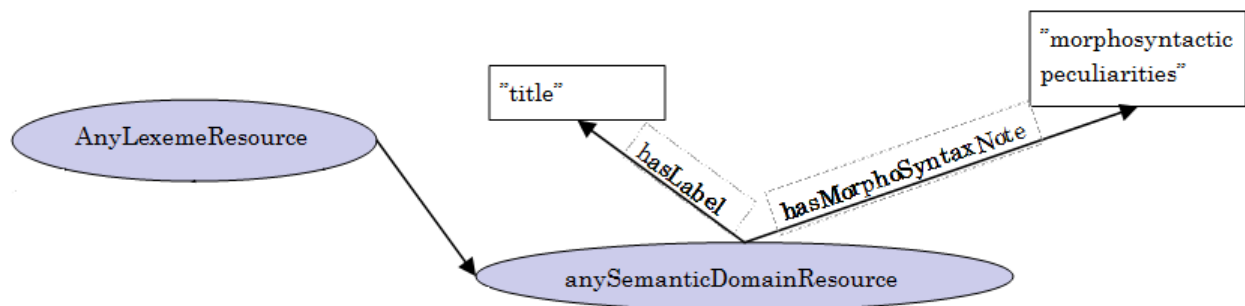 ”morphosyntactic
peculiarities”
”title”
AnyLexemeResource
hasLabel
hasMorphoSyntaxNote
anySemanticDomainResource